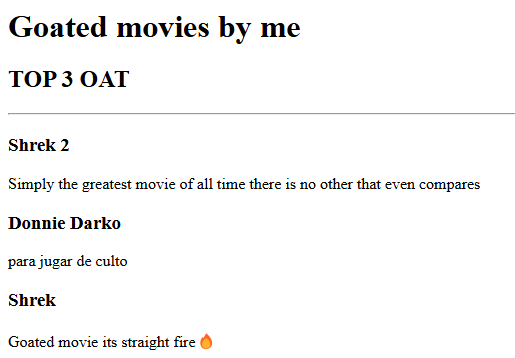 Goated movies by me
TOP 3 OAT
Shrek 2
Simply the greatest movie of all time there is no other that even compares
Donnie Darko
para jugar de culto
Shrek
Goated movie its straight fire 🔥